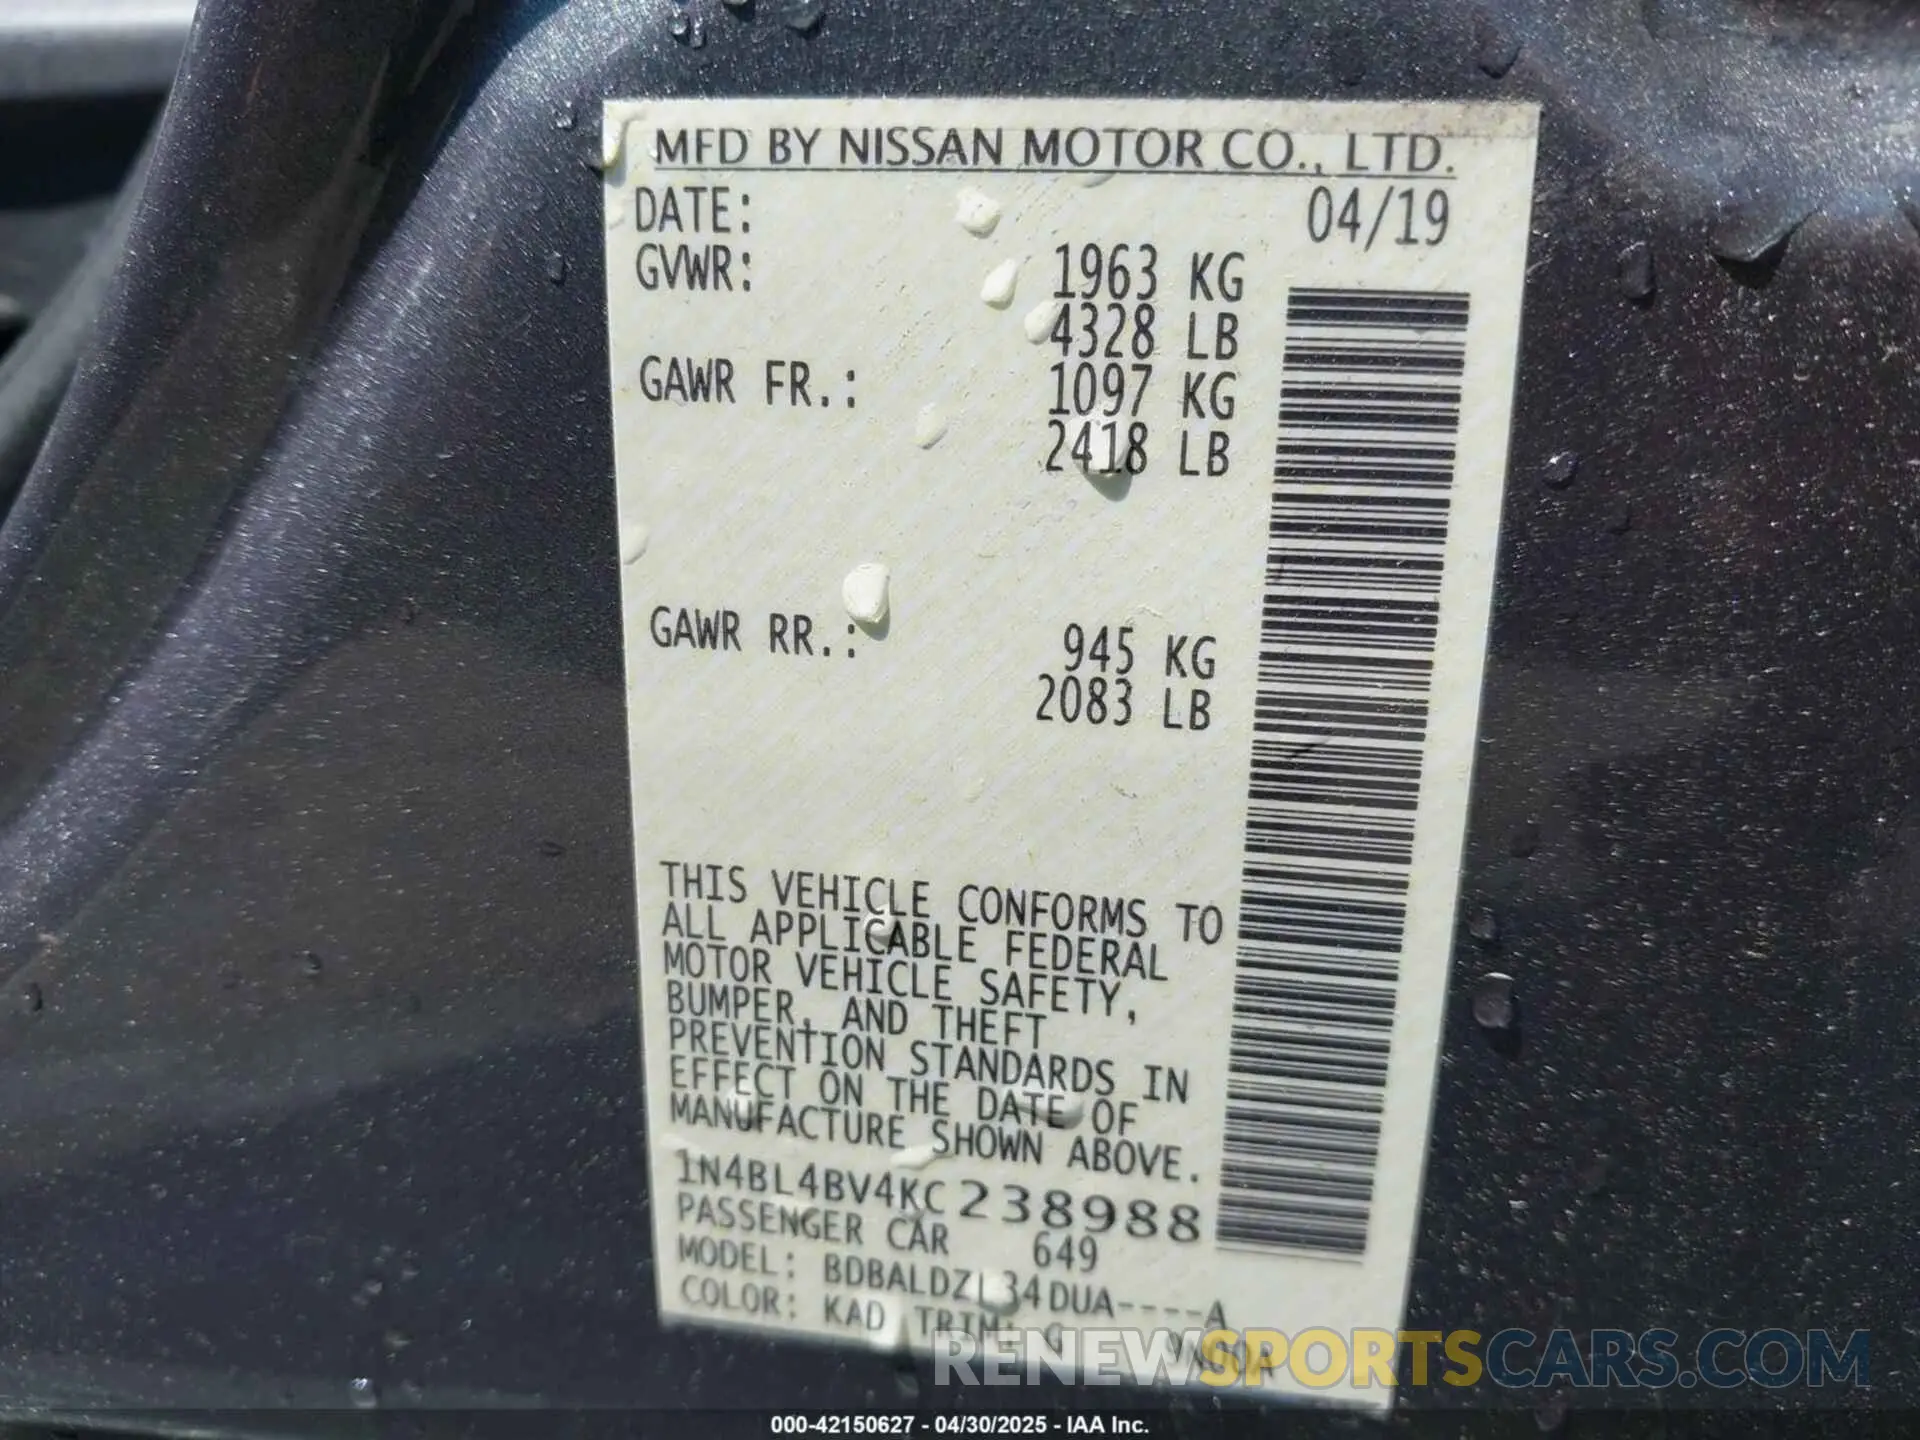 MFD BY NISSAN MOTOR CO., LTD.
DATE: 04/19
GVWR: 1963 KG
4328 LB
GAWR FR.: 1097 KG
2418 LB
GAWR RR.: 945 KG
2083 LB
THIS VEHICLE CONFORMS TO
ALL APPLICABLE FEDERAL
MOTOR VEHICLE SAFETY,
BUMPER, AND THEFT
PREVENTION STANDARDS IN
EFFECT ON THE DATE OF
MANUFACTURE SHOWN ABOVE.
1N4BL4BV4KC238988
PASSENGER CAR 649
MODEL: BDBALDZL34DUA----A
COLOR: KAD TRIM: G
RENEWSPORTSCARS.COM
000-42150627 - 04/30/2025 - IAA Inc.